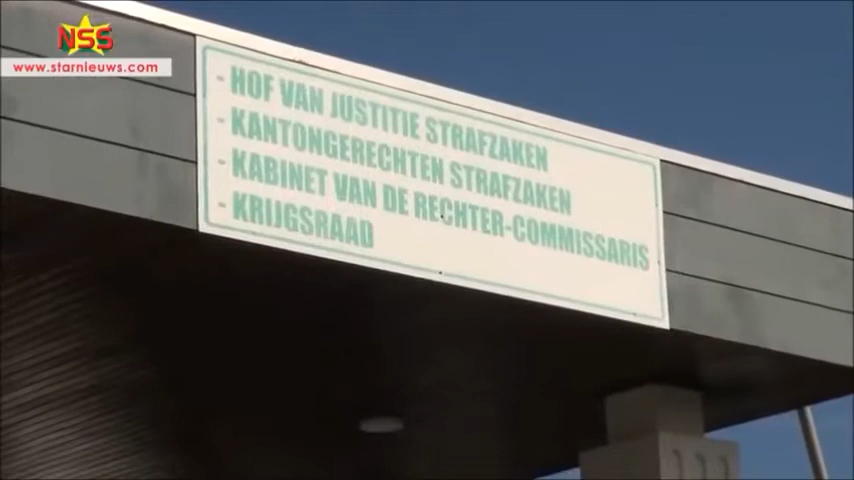 NSS
www.starnieuws.com
- HOF VAN JUSTITIE STRAFZAKEN
- KANTONGERECHTEN STRAFZAKEN
- KABINET VAN DE RECHTER-COMMISSARIS
- KRIJGSRAAD